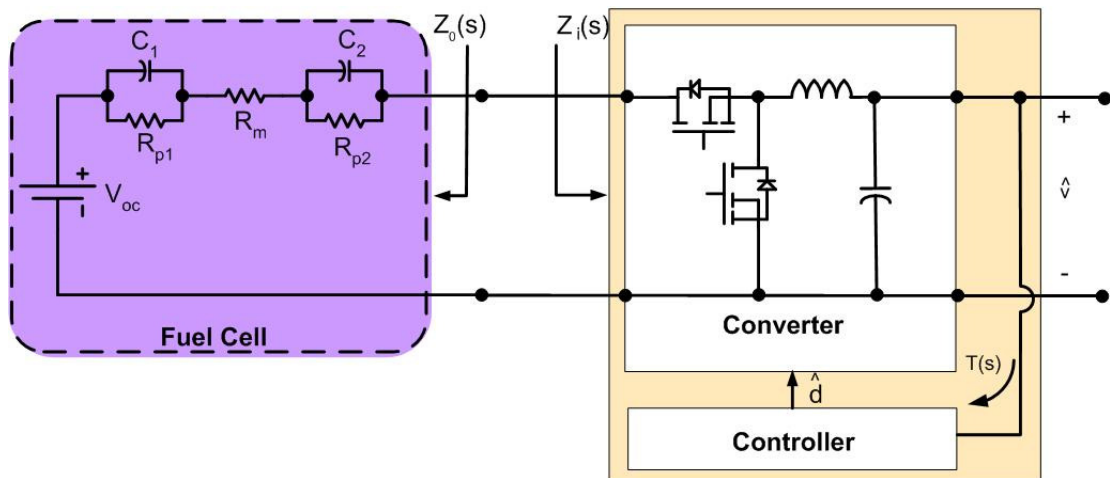 C1
C2
Z0(s)
Zi(s)
Rp1
Rm
Rp2
+
Voc
-
+
v̂
-
Fuel Cell
Converter
T(s)
d̂
Controller